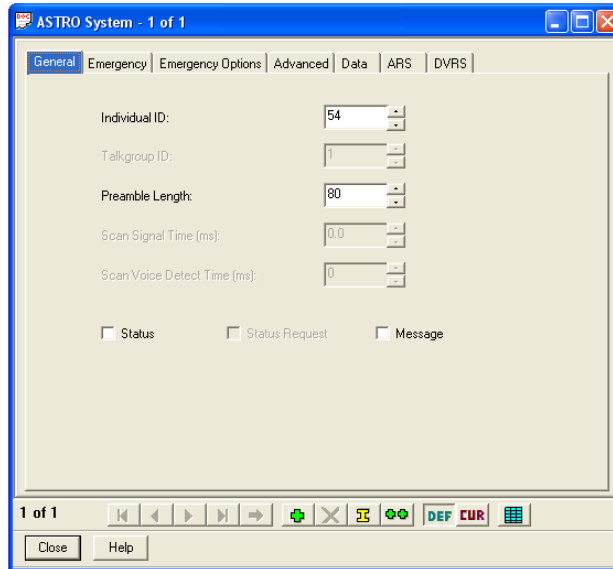 ASTRO System - 1 of 1
General Emergency Emergency Options Advanced Data ARS DVRS
Individual ID: 54
Talkgroup ID: 1
Preamble Length: 80
Scan Signal Time (ms): 0.0
Scan Voice Detect Time (ms): 0
Status Status Request Message
1 of 1 DEF CUR
Close Help